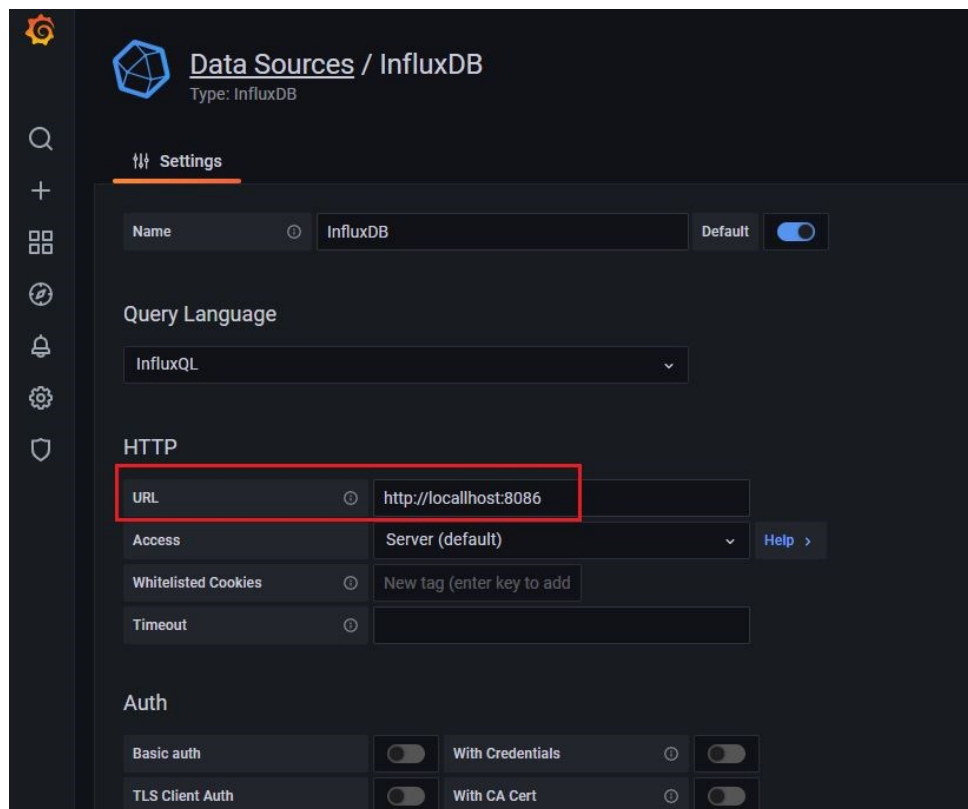 Data Sources / InfluxDB
Type: InfluxDB
Settings
Name InfluxDB Default
Query Language
InfluxQL
HTTP
URL http://locallhost:8086
Access Server (default) Help >
Whitelisted Cookies New tag (enter key to add
Timeout
Auth
Basic auth With Credentials
TLS Client Auth With CA Cert